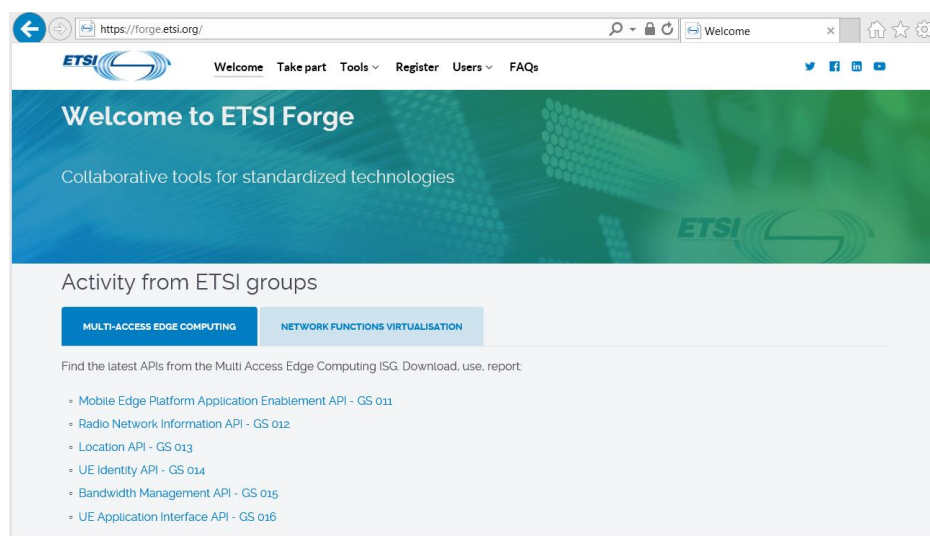 https://forge.etsi.org/
Welcome
ETSI
Welcome Take part Tools Register Users FAQs
Welcome to ETSI Forge
Collaborative tools for standardized technologies
ETSI
Activity from ETSI groups
MULTI-ACCESS EDGE COMPUTING NETWORK FUNCTIONS VIRTUALISATION
Find the latest APIs from the Multi Access Edge Computing ISG. Download, use, report:
Mobile Edge Platform Application Enablement API - GS 011
Radio Network Information API - GS 012
Location API - GS 013
UE Identity API - GS 014
Bandwidth Management API - GS 015
UE Application Interface API - GS 016